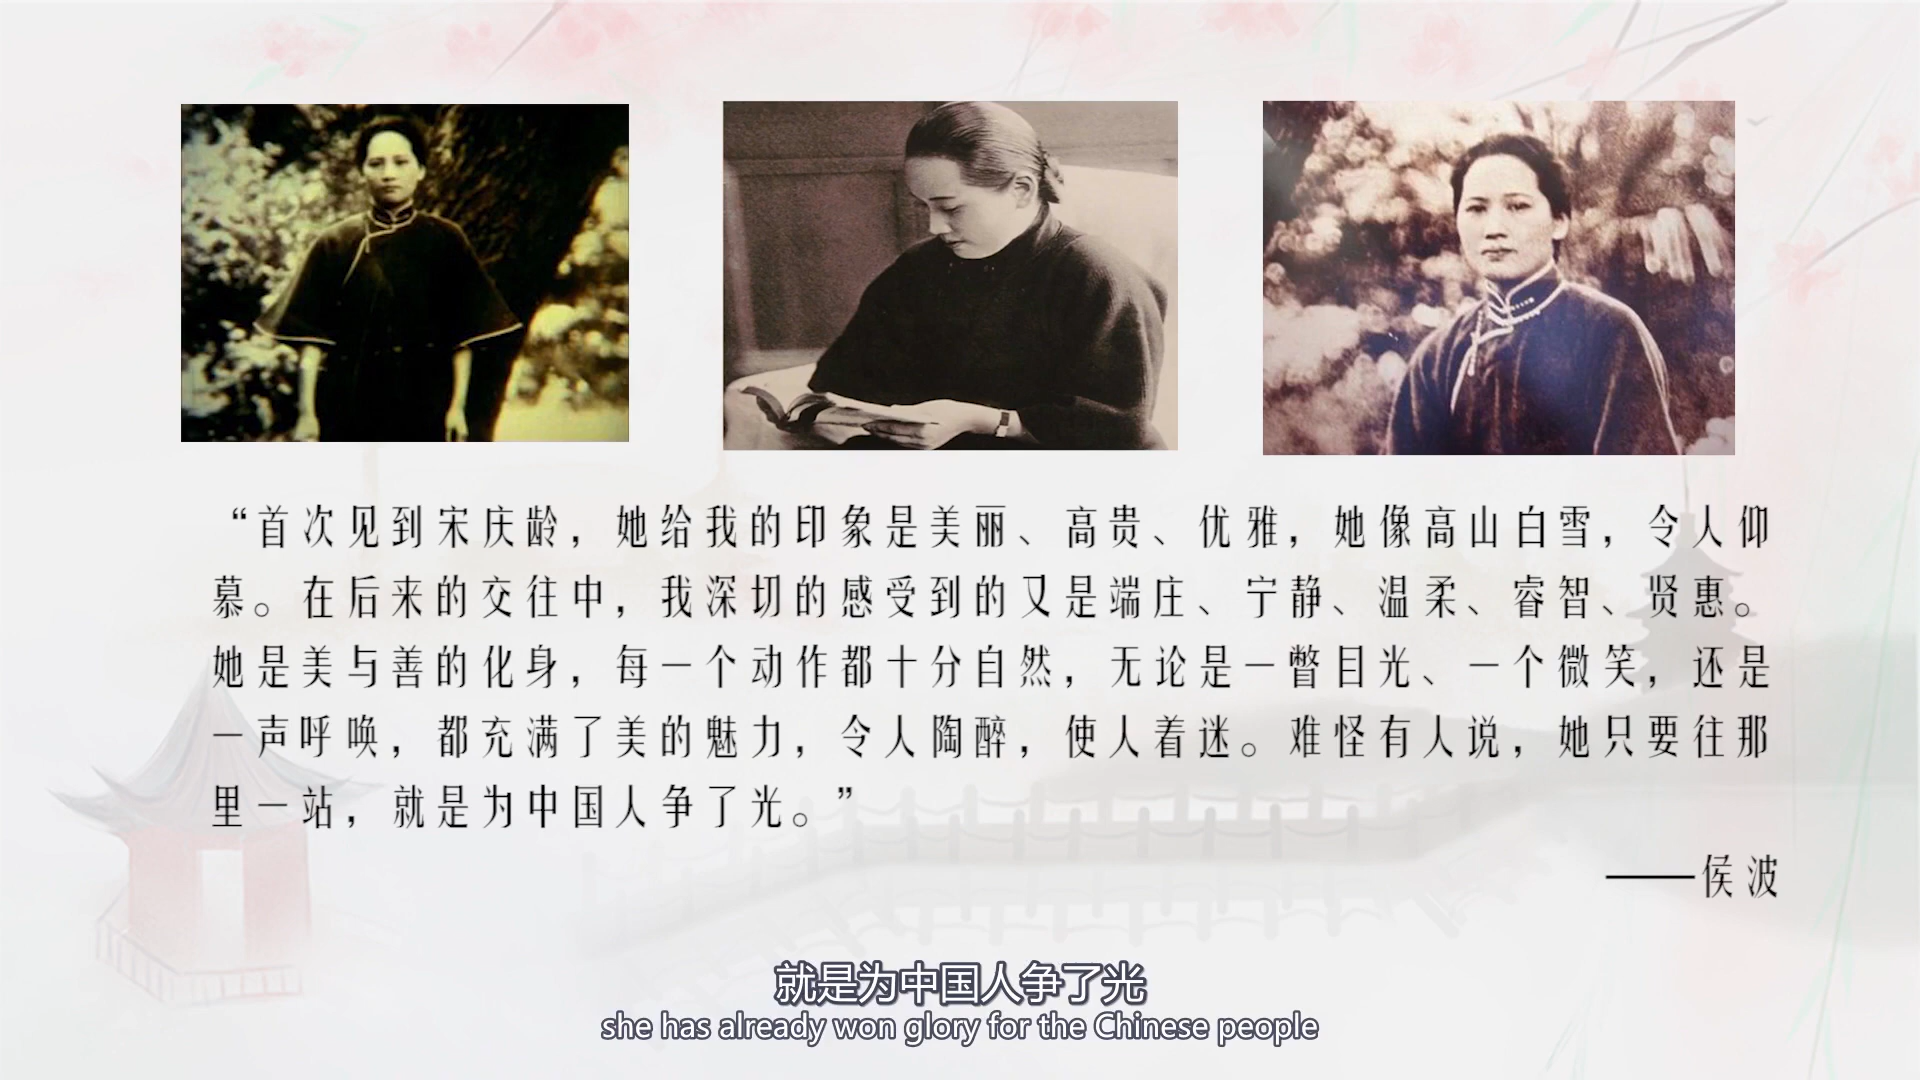 “首次见到宋庆龄，她给我的印象是美丽、高贵、优雅，她像高山白雪，令人仰
慕。在后来的交往中，我深切的感受到的又是端庄、宁静、温柔、睿智、贤惠。
她是美与善的化身，每一个动作都十分自然，无论是一瞥目光、一个微笑，还是
一声呼唤，都充满了美的魅力，令人陶醉，使人着迷。难怪有人说，她只要往那
里一站，就是为中国人争了光。”
——侯波
就是为中国人争了光
she has already won glory for the Chinese people